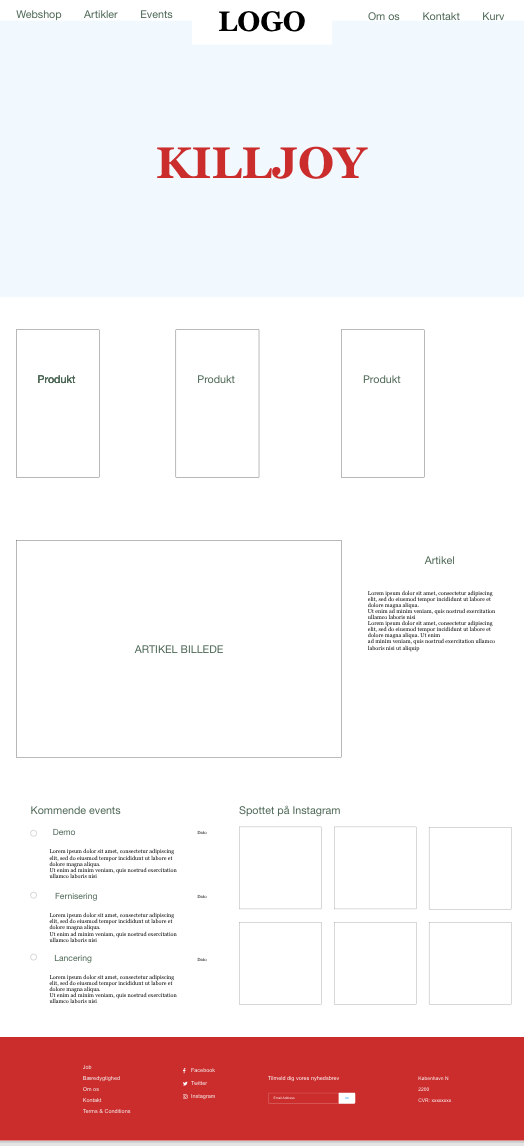 Webshop Artikler Events LOGO Om os Kontakt Kurv
KILLJOY
Produkt Produkt Produkt
ARTIKEL BILLEDE
Artikel
Lorem ipsum dolor sit amet, consectetur adipiscing
elit, sed do eiusmod tempor incididunt ut labore et
dolore magna aliqua.
Ut enim ad minim veniam, quis nostrud exercitation
ullamco laboris nisi
Lorem ipsum dolor sit amet, consectetur adipiscing
elit, sed do eiusmod tempor incididunt ut labore et
dolore magna aliqua. Ut enim
ad minim veniam, quis nostrud exercitation ullamco
laboris nisi ut aliquip
Kommende events
Demo Dato
Lorem ipsum dolor sit amet, consectetur adipiscing
elit, sed do eiusmod tempor incididunt ut labore et
dolore magna aliqua.
Ut enim ad minim veniam, quis nostrud exercitation
ullamco laboris nisi
Fernisering Dato
Lorem ipsum dolor sit amet, consectetur adipiscing
elit, sed do eiusmod tempor incididunt ut labore et
dolore magna aliqua.
Ut enim ad minim veniam, quis nostrud exercitation
ullamco laboris nisi
Lancering Dato
Lorem ipsum dolor sit amet, consectetur adipiscing
elit, sed do eiusmod tempor incididunt ut labore et
dolore magna aliqua.
Ut enim ad minim veniam, quis nostrud exercitation
ullamco laboris nisi
Spottet på Instagram
Job
Bæredygtighed
Om os
Kontakt
Terms & Conditions
Facebook
Twitter
Instagram
Tilmeld dig vores nyhedsbrev
Email Address
København N
2200
CVR: xxxxxxxx